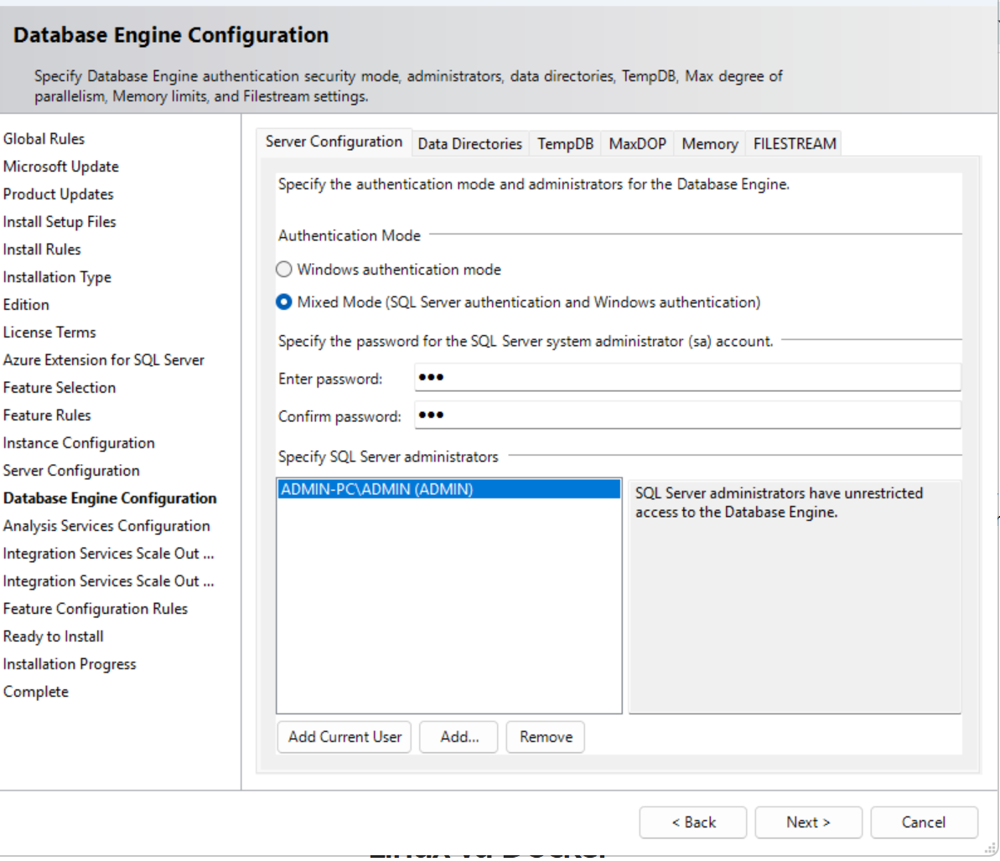 Database Engine Configuration
Specify Database Engine authentication security mode, administrators, data directories, TempDB, Max degree of
parallelism, Memory limits, and Filestream settings.
Global Rules
Microsoft Update
Product Updates
Install Setup Files
Install Rules
Installation Type
Edition
License Terms
Azure Extension for SQL Server
Feature Selection
Feature Rules
Instance Configuration
Server Configuration
Database Engine Configuration
Analysis Services Configuration
Integration Services Scale Out ...
Integration Services Scale Out ...
Feature Configuration Rules
Ready to Install
Installation Progress
Complete
Server Configuration Data Directories TempDB MaxDOP Memory FILESTREAM
Specify the authentication mode and administrators for the Database Engine.
Authentication Mode
Windows authentication mode
Mixed Mode (SQL Server authentication and Windows authentication)
Specify the password for the SQL Server system administrator (sa) account.
Enter password: ●●●
Confirm password: ●●●
Specify SQL Server administrators
ADMIN-PC\ADMIN (ADMIN)
SQL Server administrators have unrestricted
access to the Database Engine.
Add Current User Add... Remove
< Back Next > Cancel